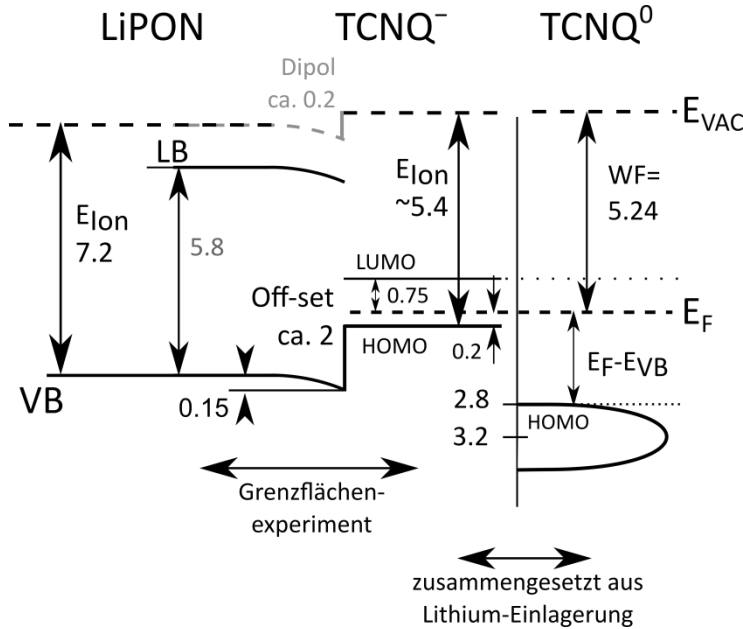 LiPON
TCNQ⁻
TCNQ⁰
Dipol
ca. 0.2
E_VAC
LB
E_Ion
7.2
5.8
E_Ion
~5.4
WF=
5.24
LUMO
0.75
Off-set
ca. 2
E_F
HOMO
0.2
E_F-E_VB
VB
0.15
2.8
HOMO
3.2
Grenzflächen-
experiment
zusammengesetzt aus
Lithium-Einlagerung